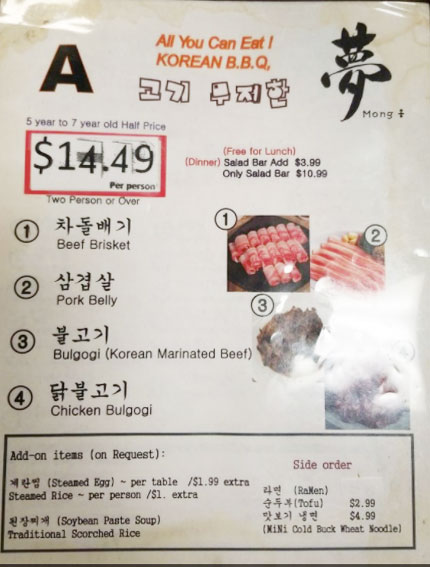 A
All You Can Eat !
KOREAN B.B.Q,
고기 무지한
夢
Mong 몽
5 year to 7 year old Half Price
$14.49
Per person
Two Person or Over
(Free for Lunch)
(Dinner) Salad Bar Add $3.99
Only Salad Bar $10.99
① 차돌배기
Beef Brisket
② 삼겹살
Pork Belly
③ 불고기
Bulgogi (Korean Marinated Beef)
④ 닭불고기
Chicken Bulgogi
①
②
③
④
Add-on items (on Request):
계란찜 (Steamed Egg) ~ per table /$1.99 extra
Steamed Rice ~ per person /$1. extra
된장찌개 (Soybean Paste Soup)
Traditional Scorched Rice
Side order
라면 (RaMen)
순두부(Tofu) $2.99
맛보기 냉면 $4.99
(MiNi Cold Buck Wheat Noodle)